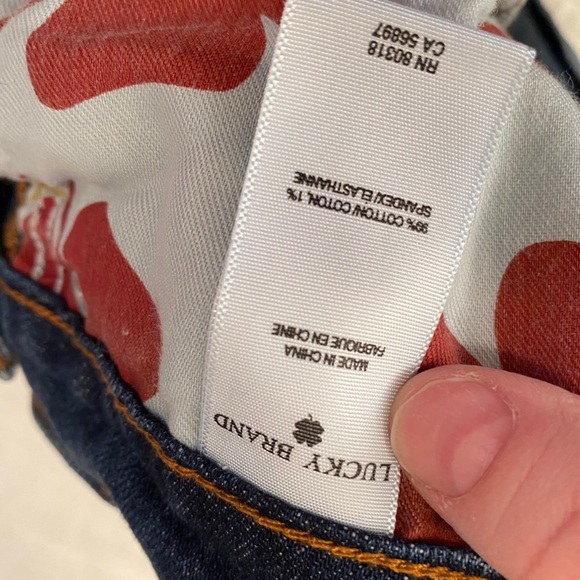 LUCKY BRAND
MADE IN CHINA
FABRIQUE EN CHINE
99% COTTON/COTON, 1%
SPANDEX/ELASTHANNE
RN 80318
CA 56897